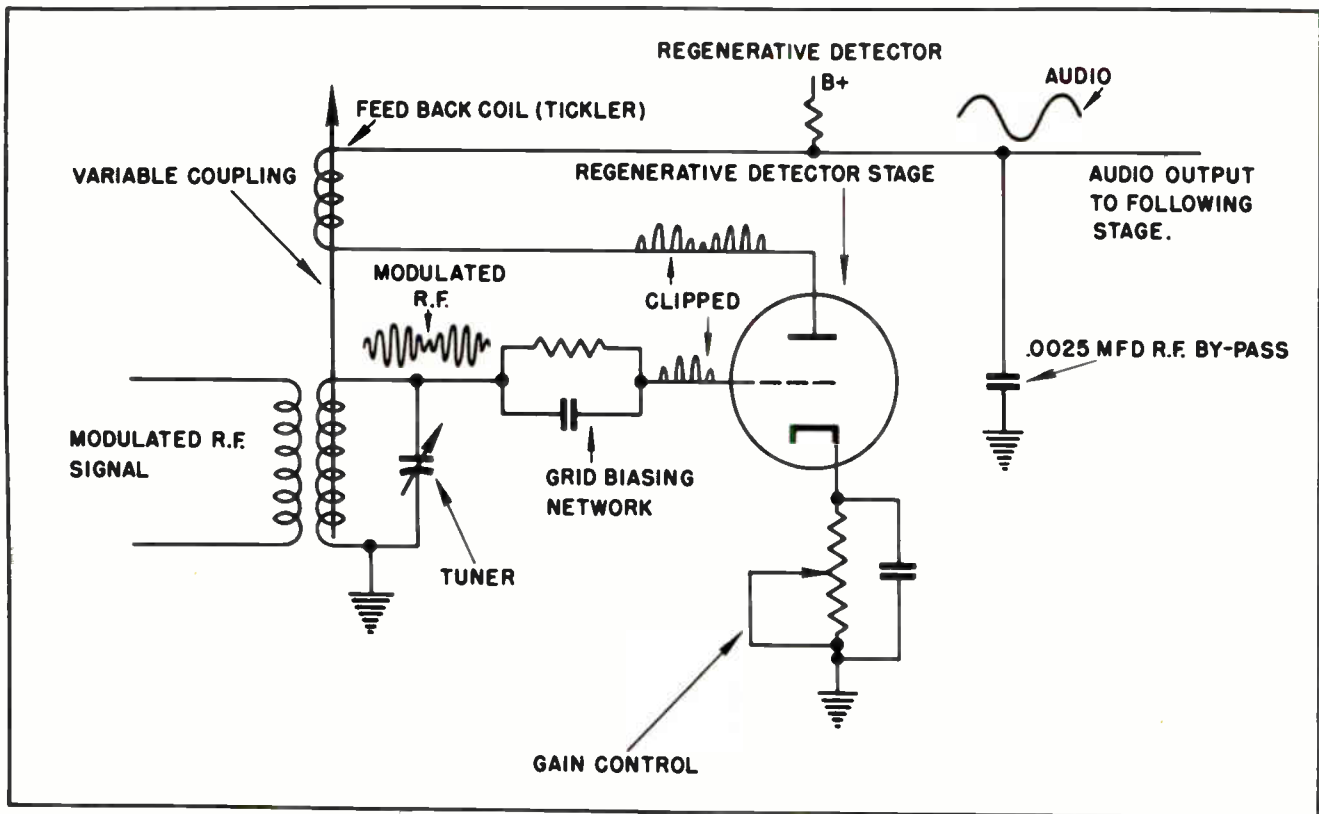 REGENERATIVE DETECTOR
B+
AUDIO
FEED BACK COIL (TICKLER)
VARIABLE COUPLING
REGENERATIVE DETECTOR STAGE
AUDIO OUTPUT
TO FOLLOWING
STAGE.
MODULATED
R.F.
CLIPPED
.0025 MFD R.F. BY-PASS
MODULATED R.F.
SIGNAL
GRID BIASING
NETWORK
TUNER
GAIN CONTROL